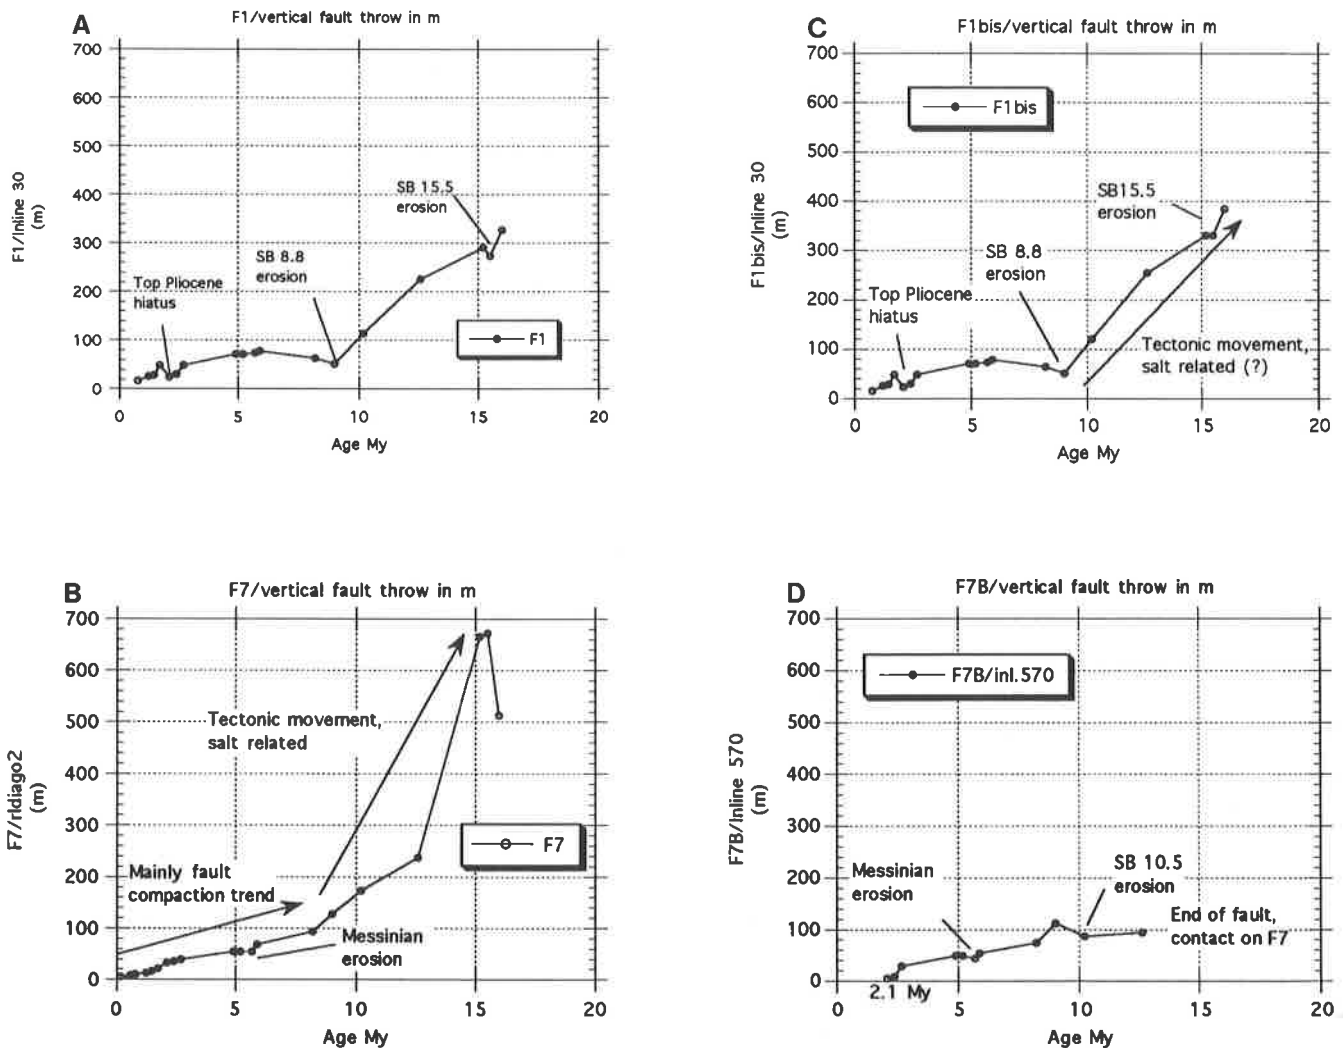 A
F1/vertical fault throw in m
700
600
500
400
300
200
100
0
F1/Inline 30
(m)
SB 15.5
erosion
SB 8.8
erosion
Top Pliocene
hiatus
F1
0 5 10 15 20
Age My
C
F1bis/vertical fault throw in m
700
600
500
400
300
200
100
0
F1bis/Inline 30
(m)
F1bis
SB15.5
erosion
SB 8.8
erosion
Top Pliocene
hiatus
Tectonic movement,
salt related (?)
0 5 10 15 20
Age My
B
F7/vertical fault throw in m
700
600
500
400
300
200
100
0
F7/rldiago2
(m)
Tectonic movement,
salt related
F7
Mainly fault
compaction trend
Messinian
erosion
0 5 10 15 20
Age My
D
F7B/vertical fault throw in m
700
600
500
400
300
200
100
0
F7B/Inline 570
(m)
F7B/inl.570
Messinian
erosion
SB 10.5
erosion
End of fault,
contact on F7
2.1 My
0 5 10 15 20
Age My